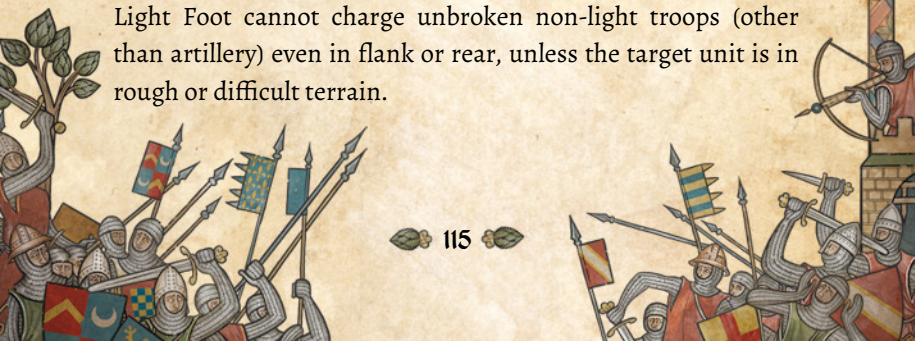 Light Foot cannot charge unbroken non-light troops (other
than artillery) even in flank or rear, unless the target unit is in
rough or difficult terrain.
115